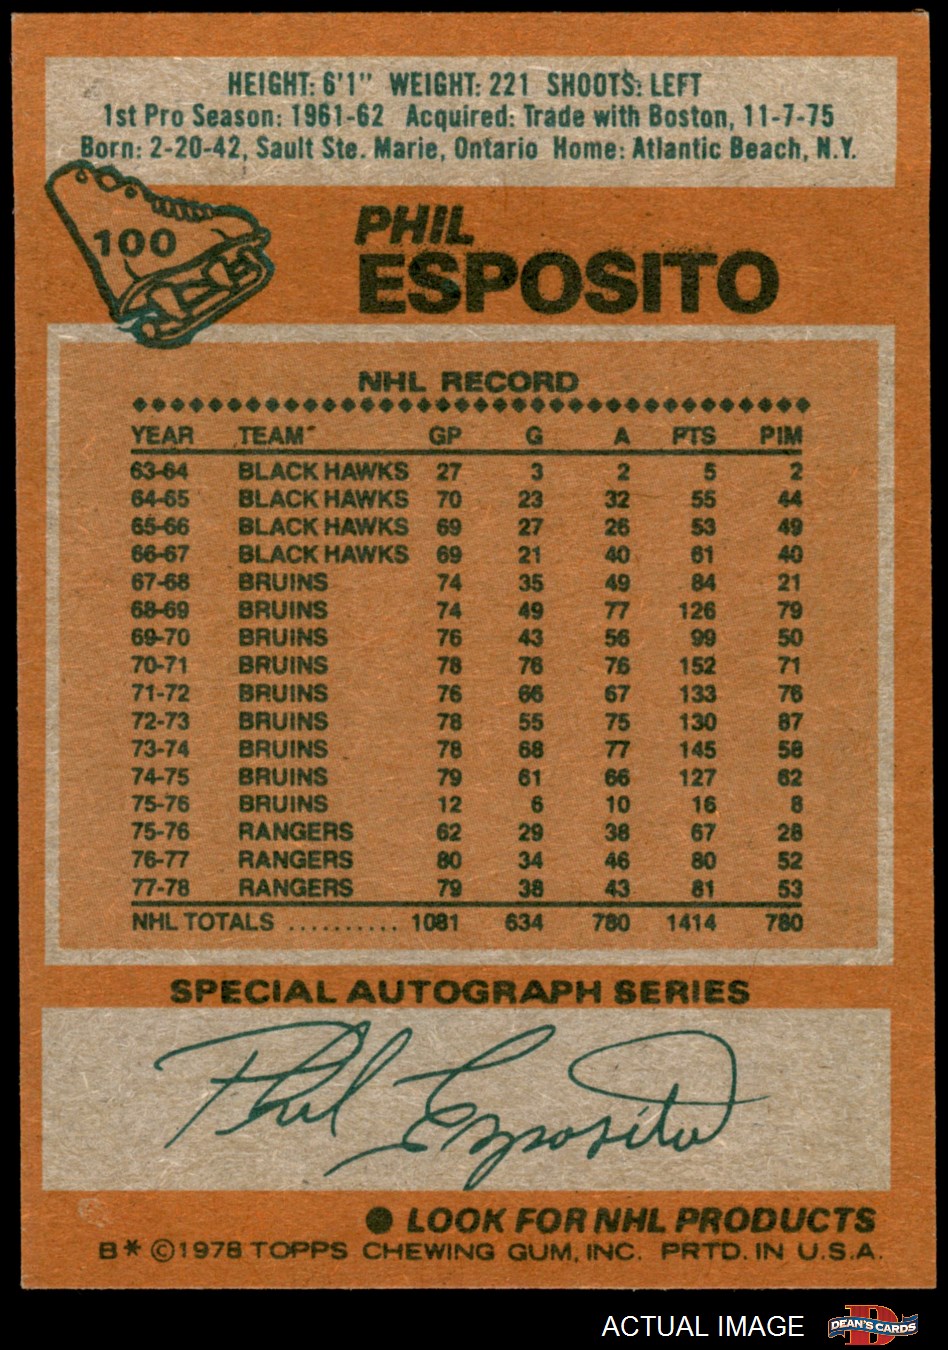 HEIGHT: 6'1" WEIGHT: 221 SHOOTS: LEFT
1st Pro Season: 1961-62 Acquired: Trade with Boston, 11-7-75
Born: 2-20-42, Sault Ste. Marie, Ontario Home: Atlantic Beach, N.Y.
100
PHIL
ESPOSITO
NHL RECORD
YEAR TEAM GP G A PTS PIM
63-64 BLACK HAWKS 27 3 2 5 2
64-65 BLACK HAWKS 70 23 32 55 44
65-66 BLACK HAWKS 69 27 26 53 49
66-67 BLACK HAWKS 69 21 40 61 40
67-68 BRUINS 74 35 49 84 21
68-69 BRUINS 74 49 77 126 79
69-70 BRUINS 76 43 56 99 50
70-71 BRUINS 78 76 76 152 71
71-72 BRUINS 76 66 67 133 76
72-73 BRUINS 78 55 75 130 87
73-74 BRUINS 78 68 77 145 58
74-75 BRUINS 79 61 66 127 62
75-76 BRUINS 12 6 10 16 8
75-76 RANGERS 62 29 38 67 28
76-77 RANGERS 80 34 46 80 52
77-78 RANGERS 79 38 43 81 53
NHL TOTALS .......... 1081 634 780 1414 780
SPECIAL AUTOGRAPH SERIES
Phil Esposito
● LOOK FOR NHL PRODUCTS
B* ©1978 TOPPS CHEWING GUM, INC. PRTD. IN U.S.A.
ACTUAL IMAGE
DEAN'S CARDS